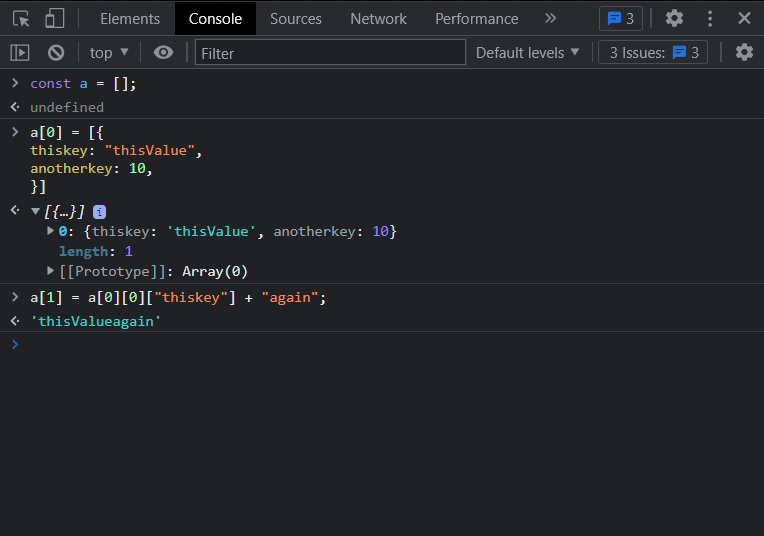 Elements Console Sources Network Performance » 3
top ▼ Filter Default levels ▼ 3 Issues: 3
> const a = [];
undefined
> a[0] = [{
thiskey: "thisValue",
anotherkey: 10,
}]
▼[{…}] i
▶0: {thiskey: 'thisValue', anotherkey: 10}
length: 1
▶[[Prototype]]: Array(0)
> a[1] = a[0][0]["thiskey"] + "again";
'thisValueagain'
>